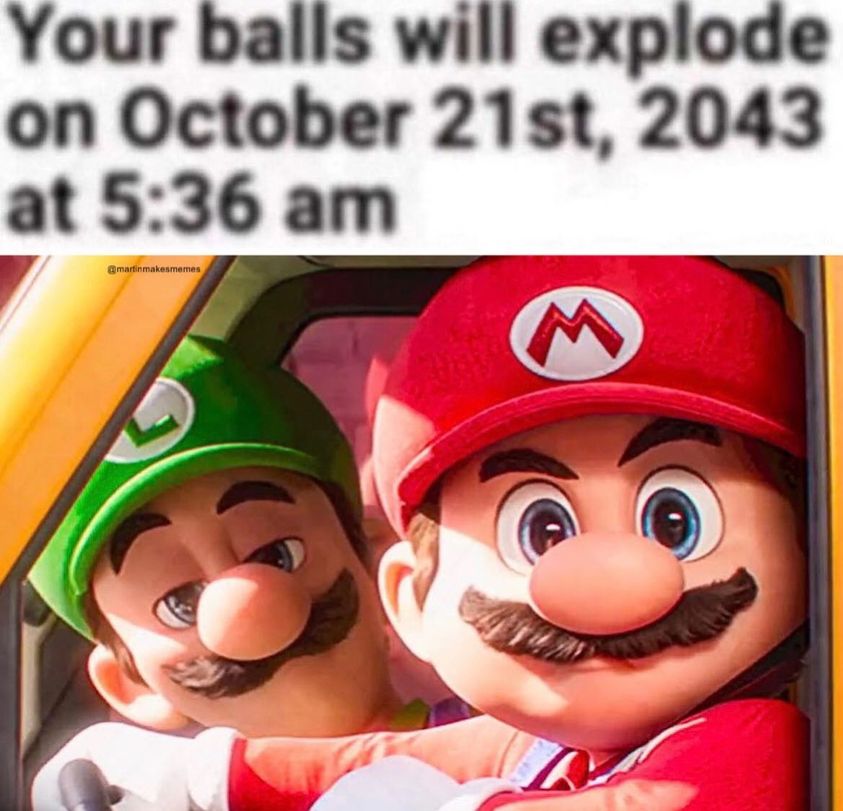 Your balls will explode
on October 21st, 2043
at 5:36 am
@martinmakesmemes
M
L